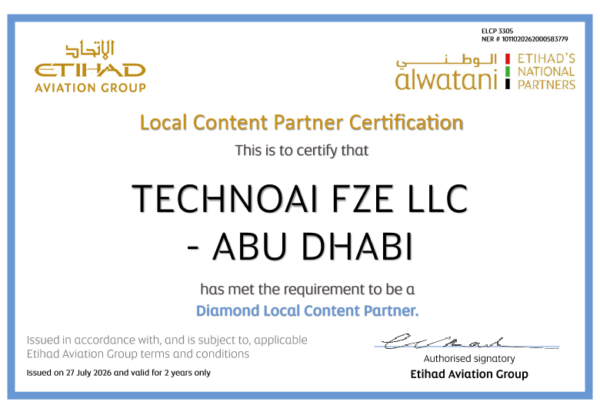 ELCP 3305
NER # 1011020262000583779
الإتحاد
ETIHAD
AVIATION GROUP
الوطني
alwatani
ETIHAD'S
NATIONAL
PARTNERS
Local Content Partner Certification
This is to certify that
TECHNOAI FZE LLC
- ABU DHABI
has met the requirement to be a
Diamond Local Content Partner.
Issued in accordance with, and is subject to, applicable
Etihad Aviation Group terms and conditions
Issued on 27 July 2026 and valid for 2 years only
Authorised signatory
Etihad Aviation Group